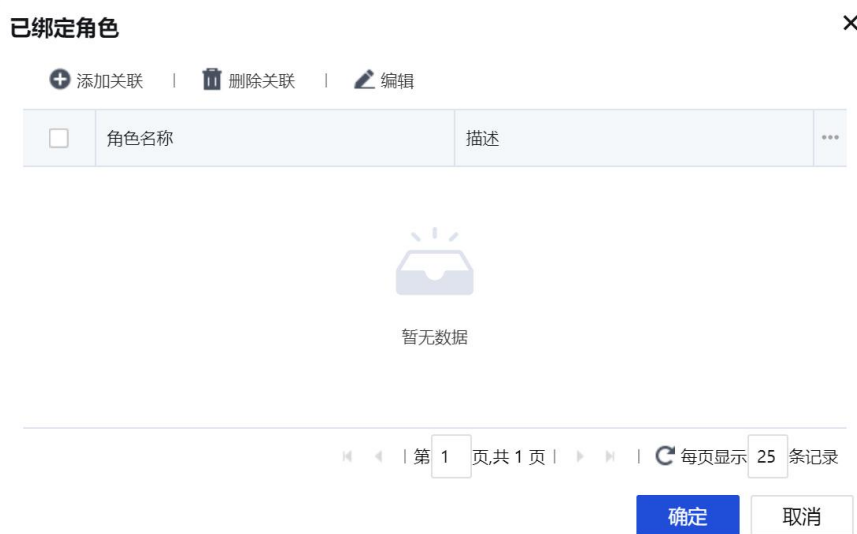 已绑定角色
添加关联 | 删除关联 | 编辑
角色名称 描述
暂无数据
第 1 页,共 1 页 | 每页显示 25 条记录
确定 取消